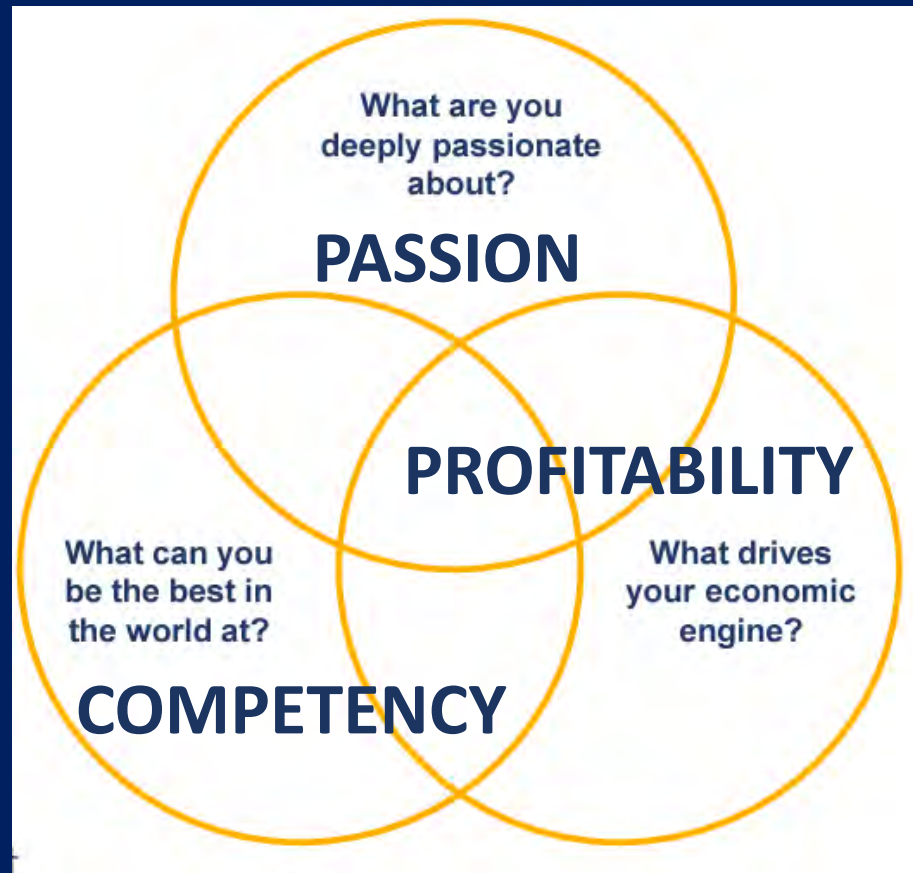 What are you
deeply passionate
about?
PASSION
PROFITABILITY
What can you
be the best in
the world at?
What drives
your economic
engine?
COMPETENCY